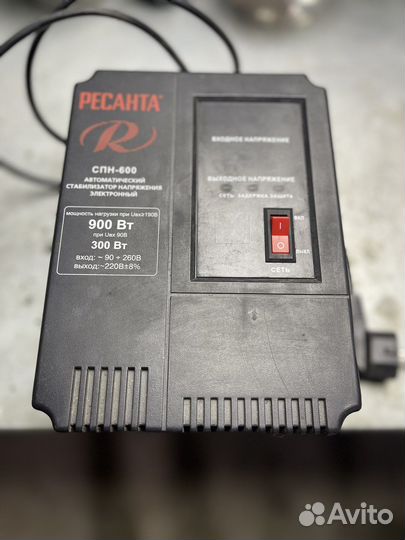 РЕСАНТА
R
СПН-600
АВТОМАТИЧЕСКИЙ
СТАБИЛИЗАТОР НАПРЯЖЕНИЯ
ЭЛЕКТРОННЫЙ
мощность нагрузки при Uвх≥190В
900 Вт
при Uвх 90В
300 Вт
вход: ~ 90 ÷ 260В
выход:~220В±8%
ВХОДНОЕ НАПРЯЖЕНИЕ
ВЫХОДНОЕ НАПРЯЖЕНИЕ
СЕТЬ ЗАДЕРЖКА ЗАЩИТА
ВКЛ
ВЫКЛ
СЕТЬ
Avito